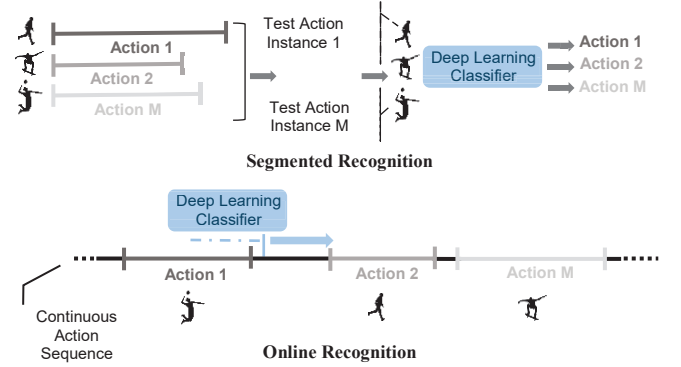 Action 1
Action 2
Action M
Test Action
Instance 1
Test Action
Instance M
Deep Learning
Classifier
Action 1
Action 2
Action M
Segmented Recognition
Deep Learning
Classifier
Action 1
Action 2
Action M
Continuous
Action
Sequence
Online Recognition